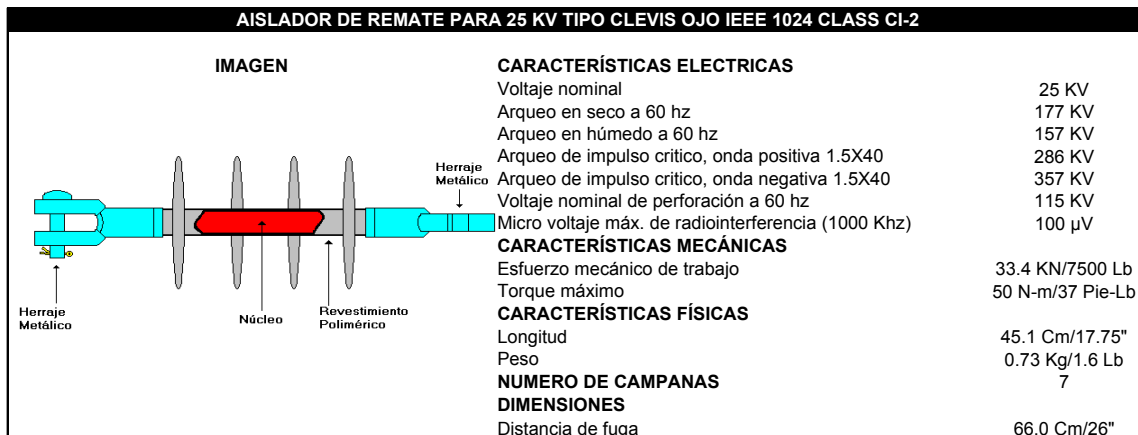 AISLADOR DE REMATE PARA 25 KV TIPO CLEVIS OJO IEEE 1024 CLASS CI-2
IMAGEN
Herraje
Metálico
Herraje
Metálico
Núcleo
Revestimiento
Polimérico
CARACTERÍSTICAS ELECTRICAS
Voltaje nominal 25 KV
Arqueo en seco a 60 hz 177 KV
Arqueo en húmedo a 60 hz 157 KV
Arqueo de impulso critico, onda positiva 1.5X40 286 KV
Arqueo de impulso critico, onda negativa 1.5X40 357 KV
Voltaje nominal de perforación a 60 hz 115 KV
Micro voltaje máx. de radiointerferencia (1000 Khz) 100 µV
CARACTERÍSTICAS MECÁNICAS
Esfuerzo mecánico de trabajo 33.4 KN/7500 Lb
Torque máximo 50 N-m/37 Pie-Lb
CARACTERÍSTICAS FÍSICAS
Longitud 45.1 Cm/17.75"
Peso 0.73 Kg/1.6 Lb
NUMERO DE CAMPANAS 7
DIMENSIONES
Distancia de fuga 66.0 Cm/26"